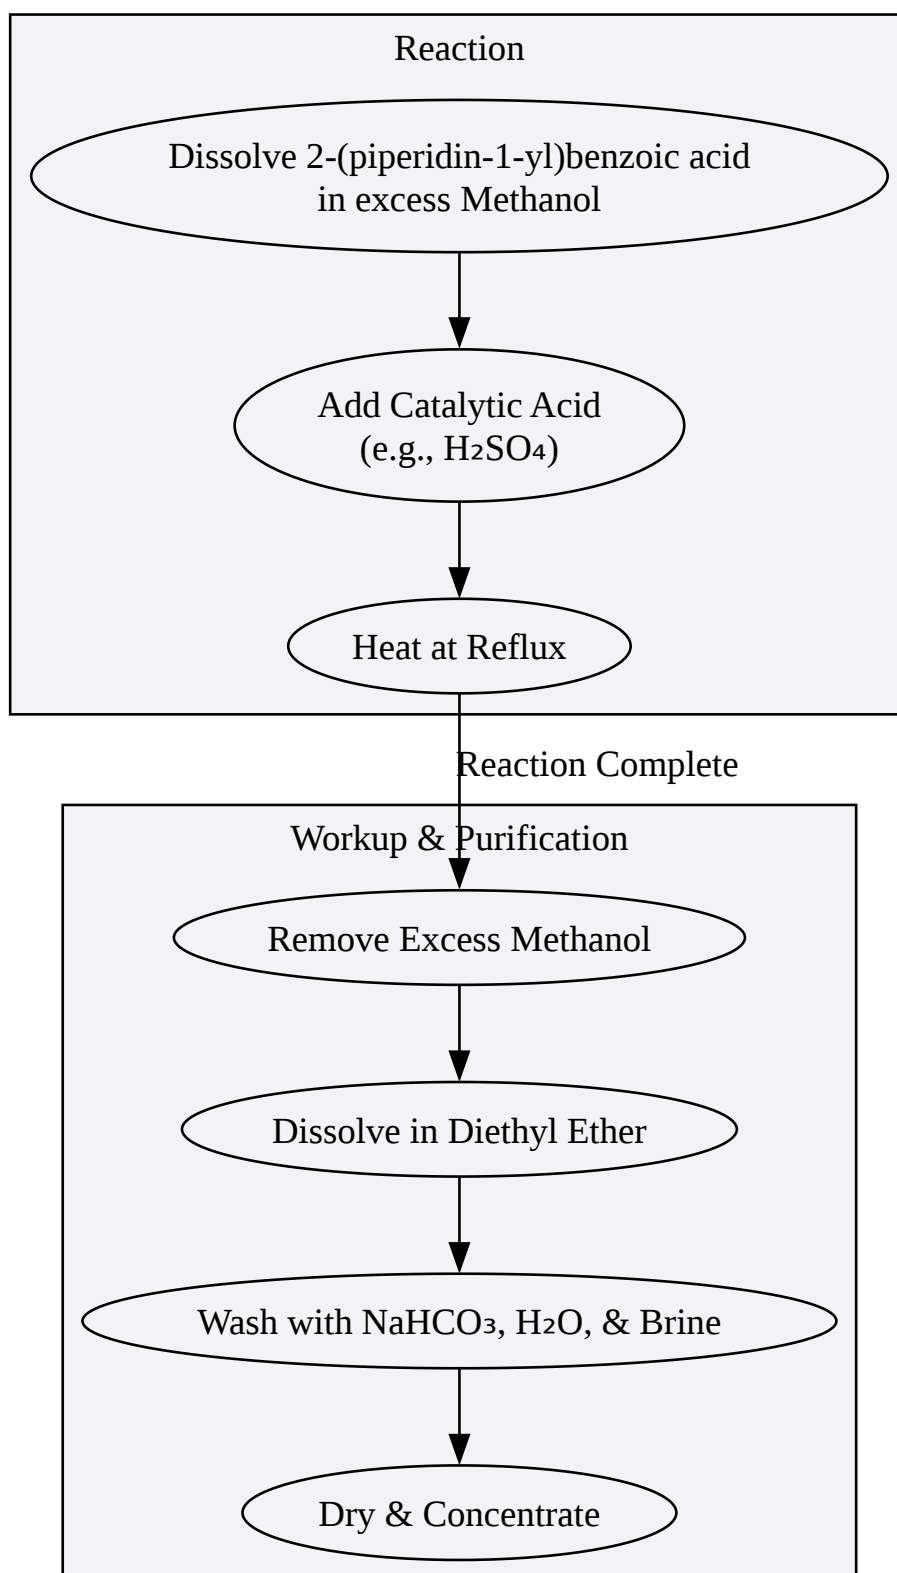 Reaction
Dissolve 2-(piperidin-1-yl)benzoic acid
in excess Methanol
Add Catalytic Acid
(e.g., H₂SO₄)
Heat at Reflux
Reaction Complete
Workup & Purification
Remove Excess Methanol
Dissolve in Diethyl Ether
Wash with NaHCO₃, H₂O, & Brine
Dry & Concentrate